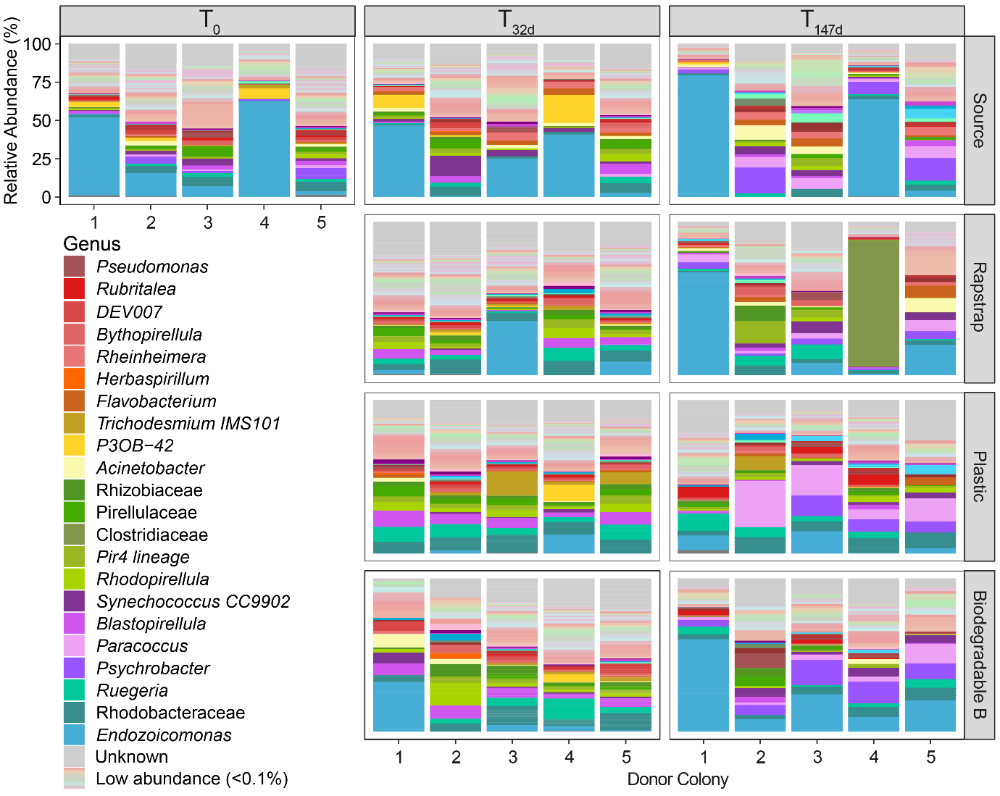 T0 T32d T147d
Relative Abundance (%)
100
75
50
25
0
1 2 3 4 5
Source
Rapstrap
Plastic
Biodegradable B
Genus
Pseudomonas
Rubritalea
DEV007
Bythopirellula
Rheinheimera
Herbaspirillum
Flavobacterium
Trichodesmium IMS101
P3OB−42
Acinetobacter
Rhizobiaceae
Pirellulaceae
Clostridiaceae
Pir4 lineage
Rhodopirellula
Synechococcus CC9902
Blastopirellula
Paracoccus
Psychrobacter
Ruegeria
Rhodobacteraceae
Endozoicomonas
Unknown
Low abundance (<0.1%)
1 2 3 4 5 1 2 3 4 5
Donor Colony